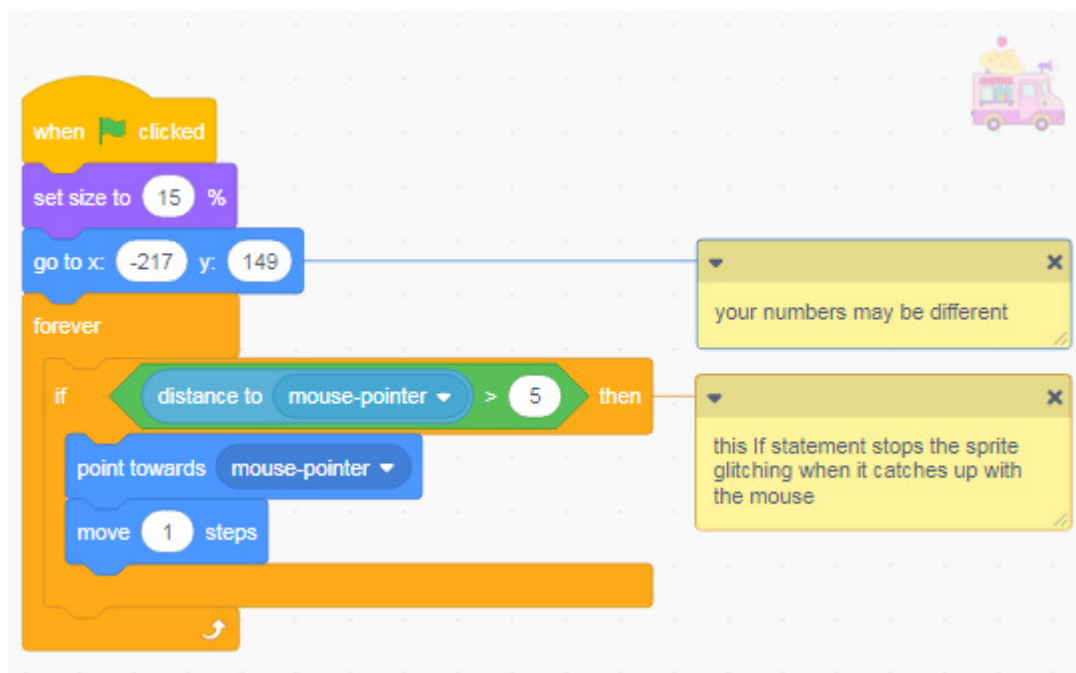 when clicked
set size to 15 %
go to x: -217 y: 149
your numbers may be different
forever
if distance to mouse-pointer > 5 then
this If statement stops the sprite
glitching when it catches up with
the mouse
point towards mouse-pointer
move 1 steps